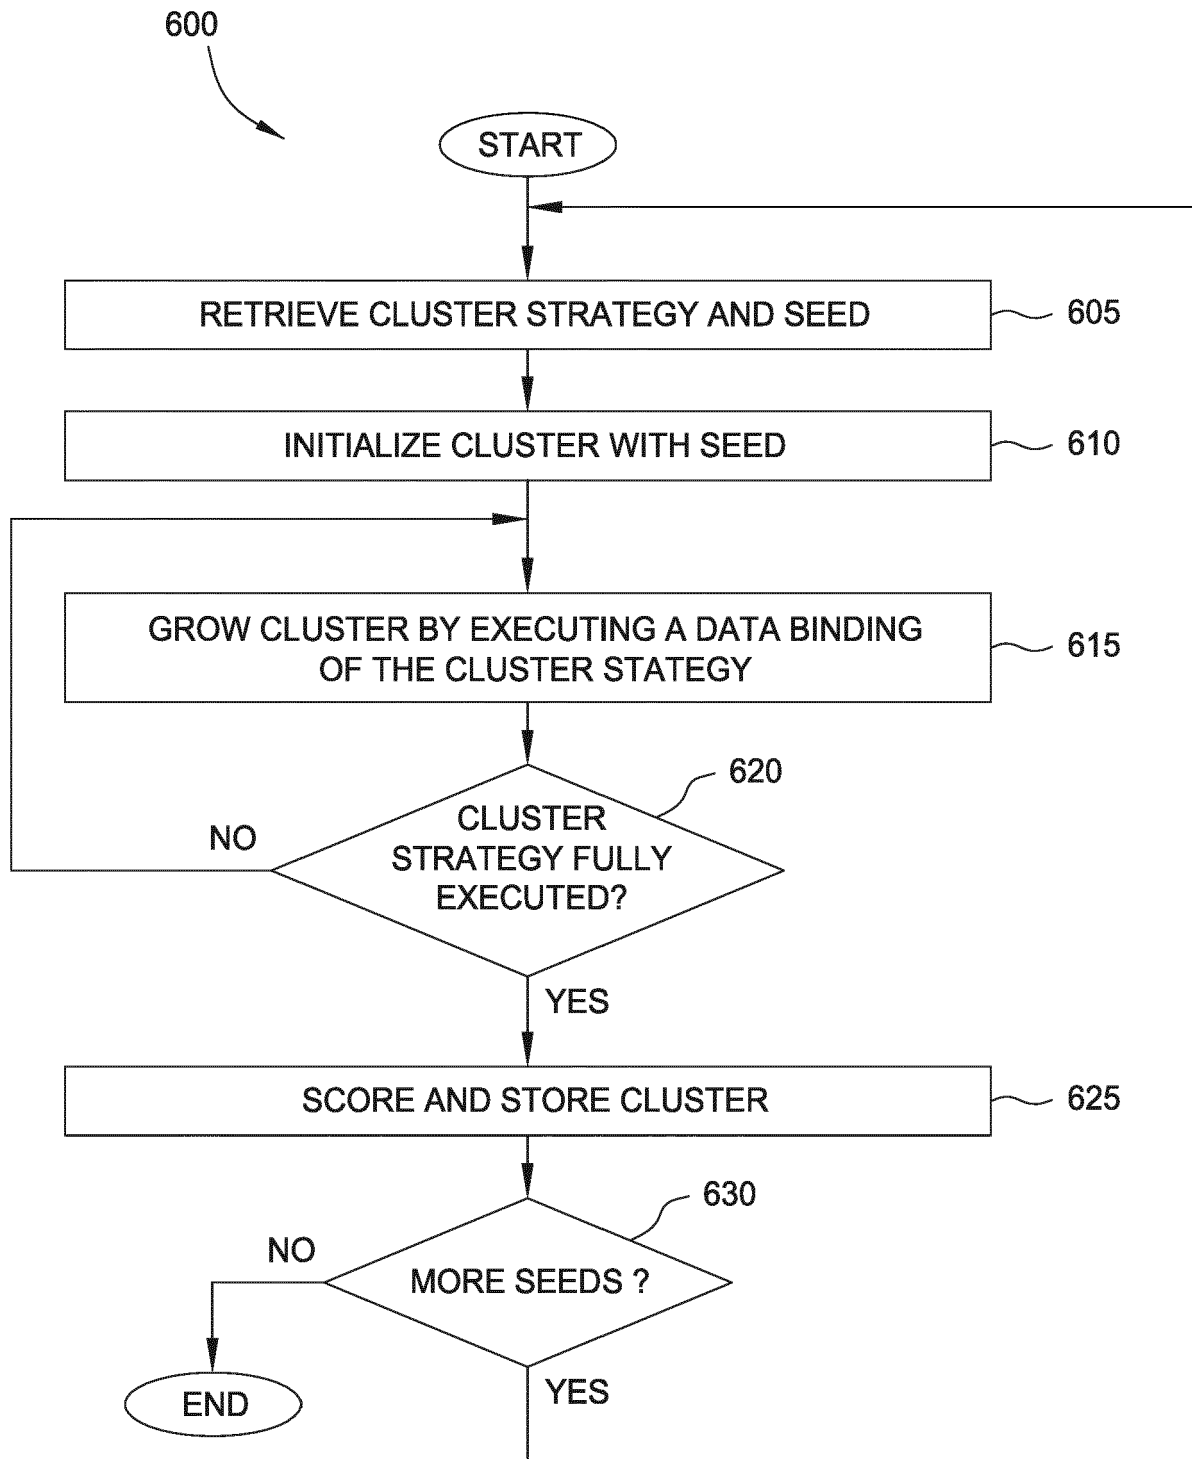 600
START
RETRIEVE CLUSTER STRATEGY AND SEED
605
INITIALIZE CLUSTER WITH SEED
610
GROW CLUSTER BY EXECUTING A DATA BINDING
OF THE CLUSTER STATEGY
615
620
CLUSTER
STRATEGY FULLY
EXECUTED?
NO
YES
SCORE AND STORE CLUSTER
625
630
MORE SEEDS ?
NO
YES
END